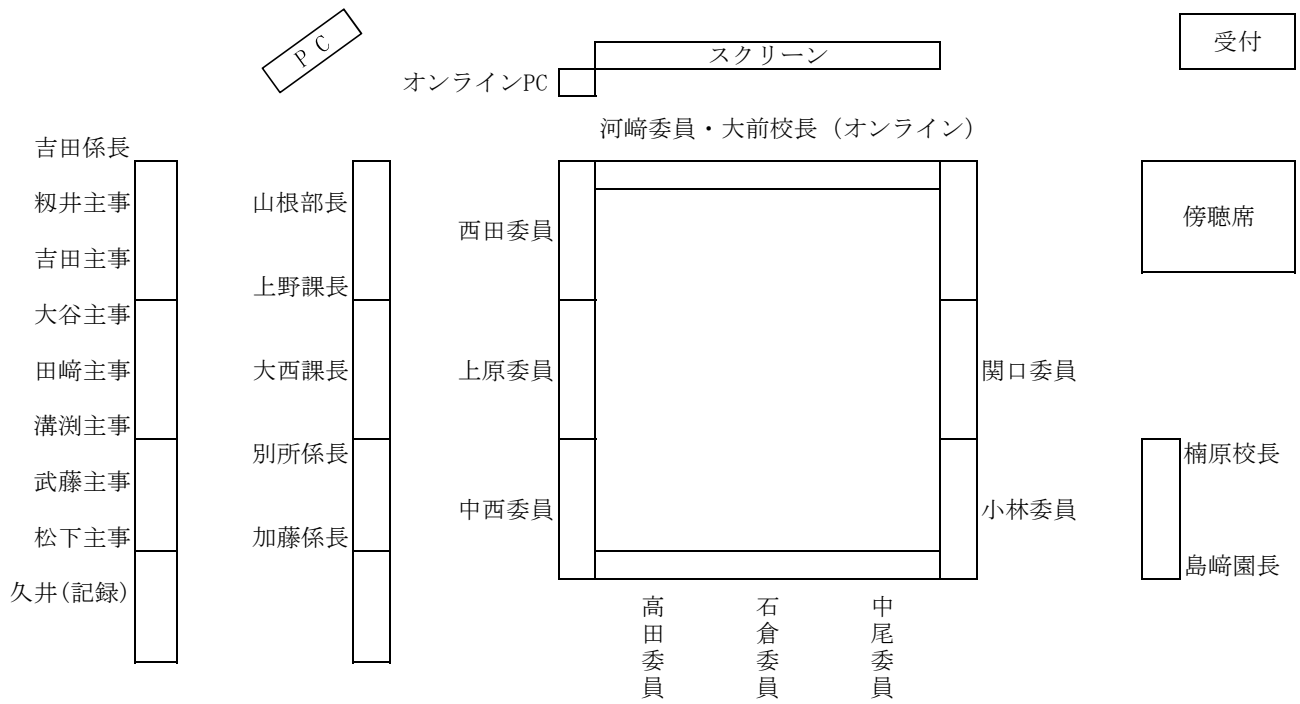 PC
スクリーン
受付
オンラインPC
河﨑委員・大前校長（オンライン）
吉田係長
籾井主事
吉田主事
大谷主事
田﨑主事
溝渕主事
武藤主事
松下主事
久井(記録)
山根部長
上野課長
大西課長
別所係長
加藤係長
西田委員
上原委員
中西委員
高田委員
石倉委員
中尾委員
関口委員
小林委員
傍聴席
楠原校長
島﨑園長